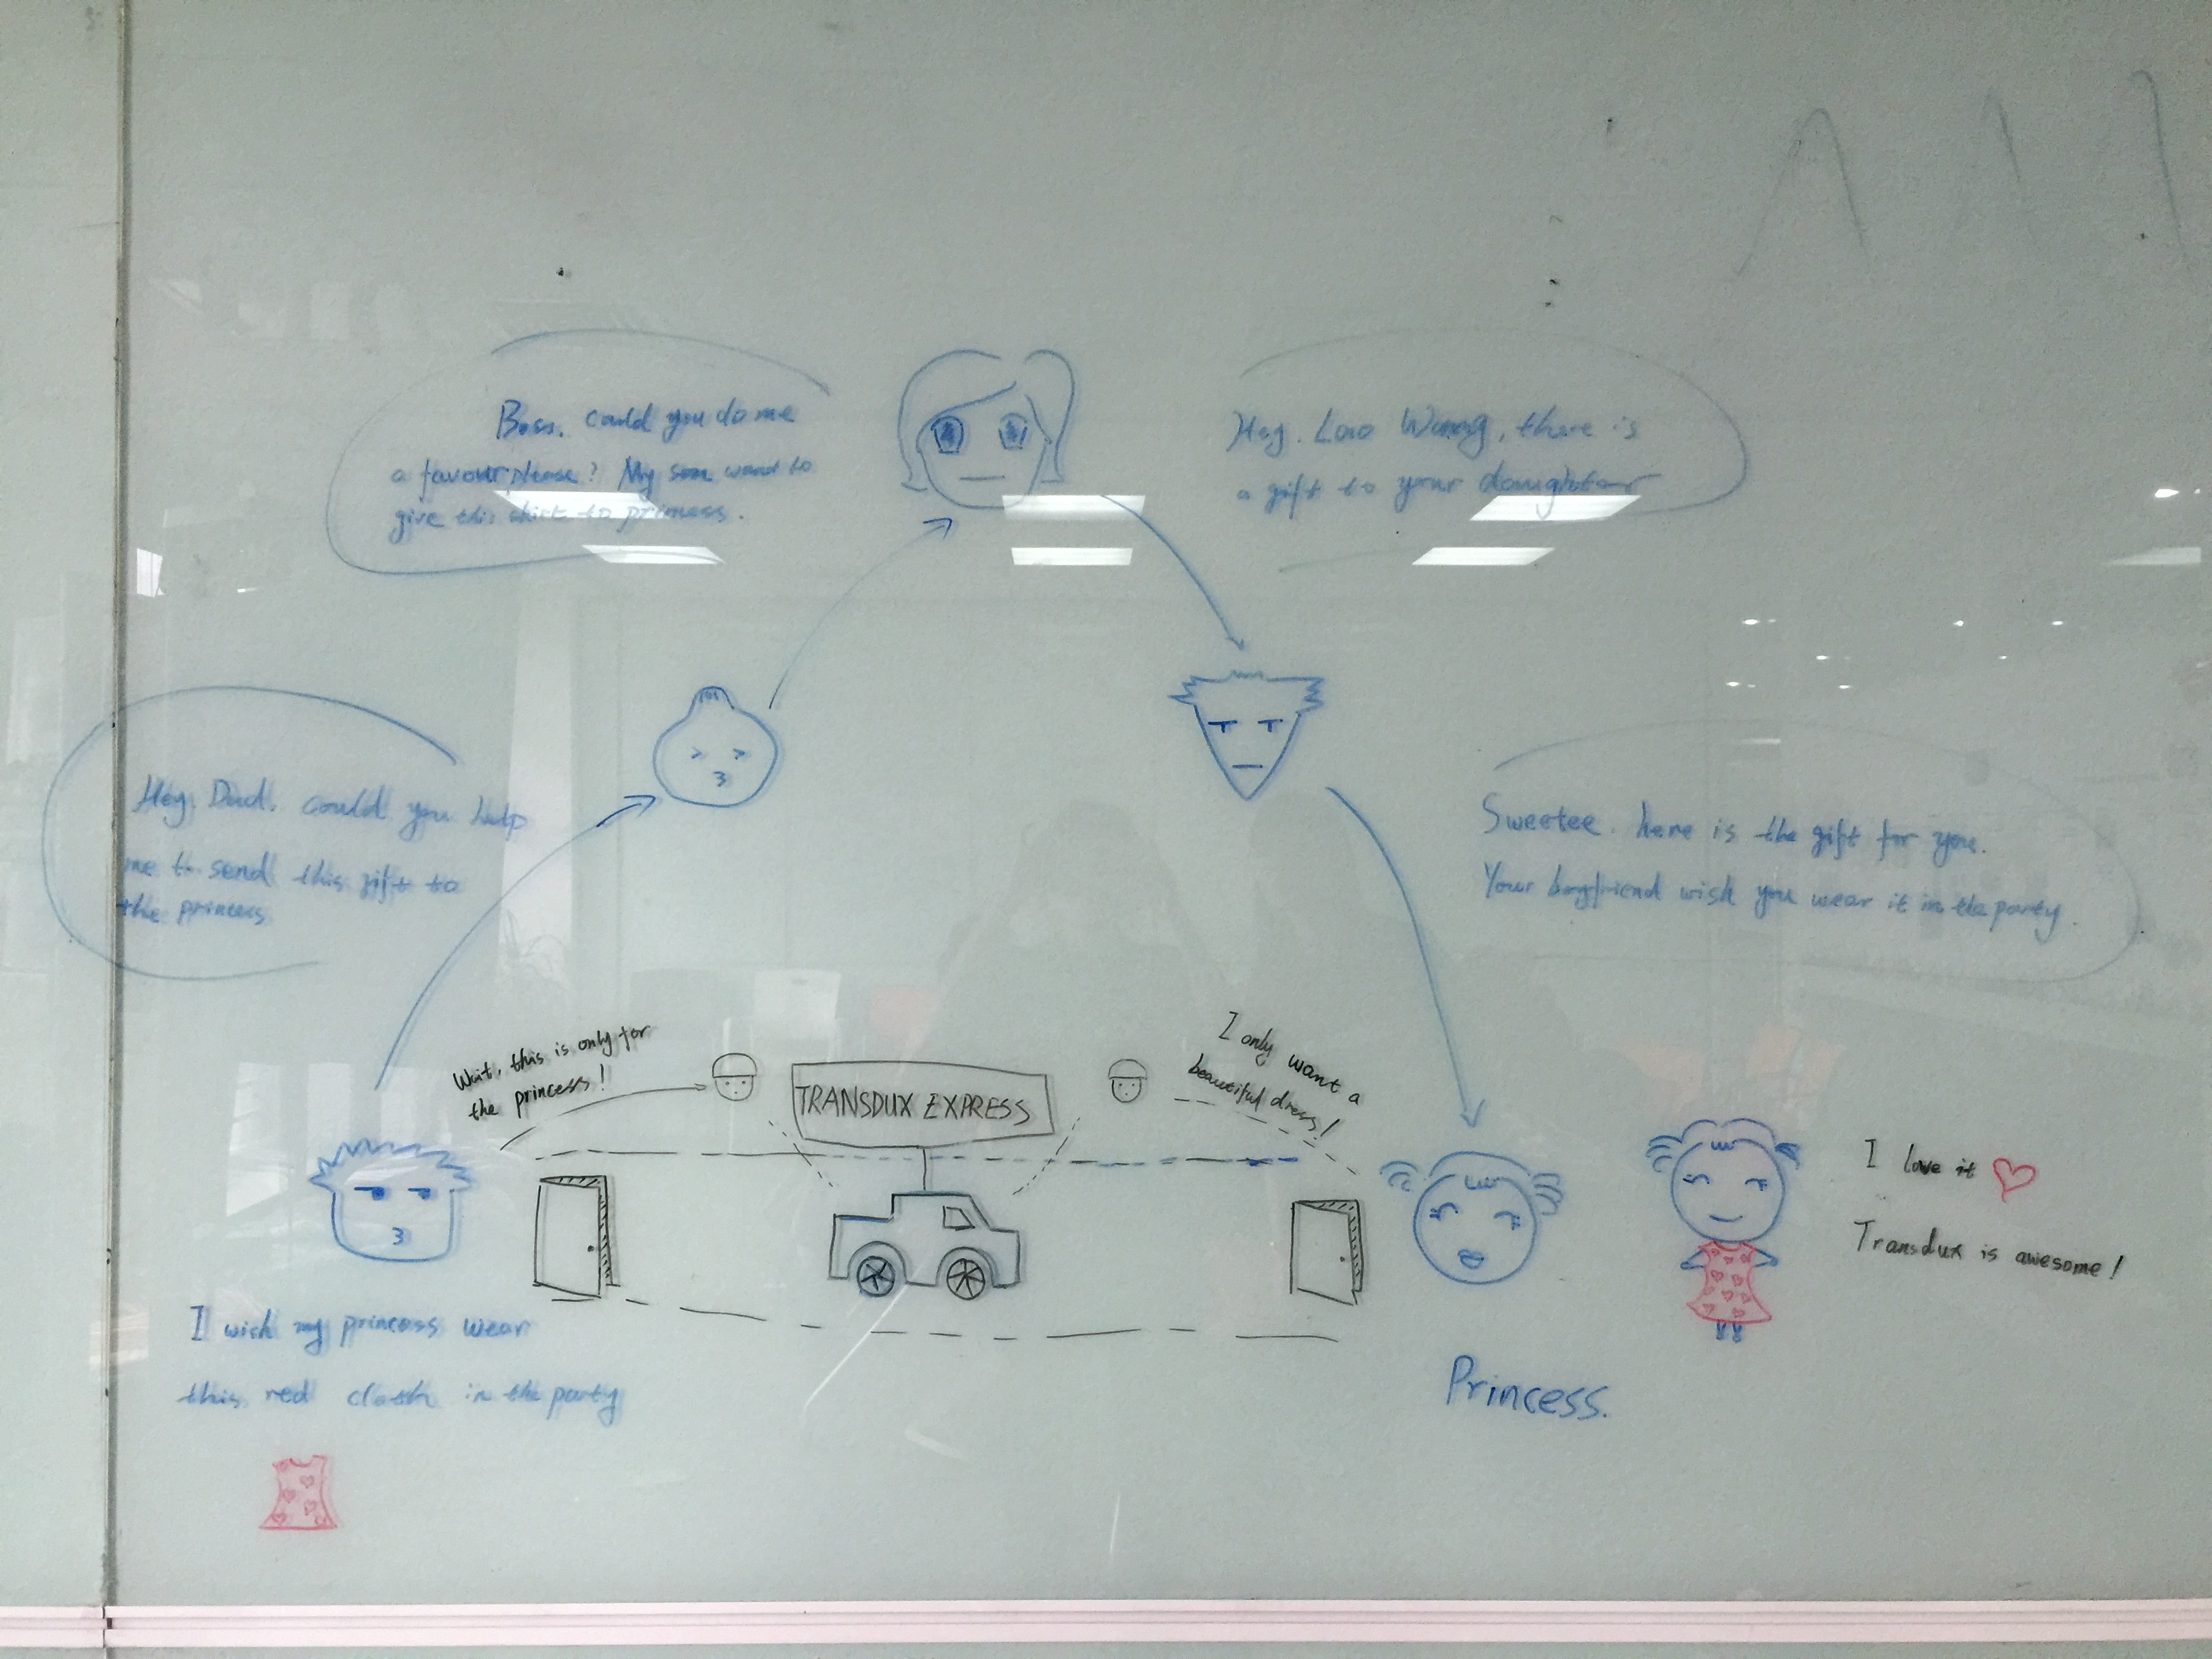 Boss, could you do me
a favour please? My son want to
give this shirt to princess.
Hey, Lao Wang, there is
a gift to your daughter
Hey, Dad, could you help
me to send this gift to
the princess
Sweetee, here is the gift for you.
Your boyfriend wish you wear it in the party.
Wait, this is only for
the princess!
TRANSDUX EXPRESS
I only want a
beautiful dress!
I love it
Transdux is awesome!
I wish my princess wear
this red cloth in the party
Princess.